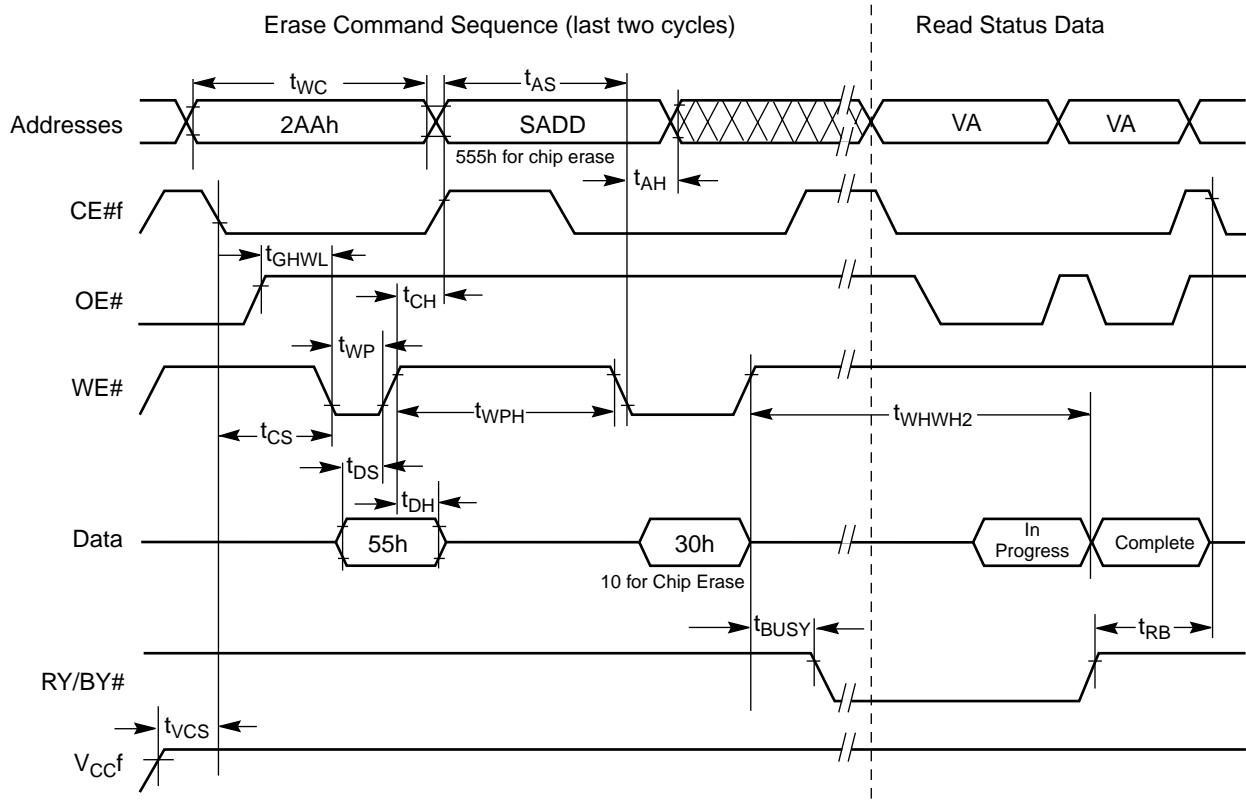 Erase Command Sequence (last two cycles)
Read Status Data
tWC
tAS
Addresses
2AAh
SADD
VA
VA
555h for chip erase
tAH
CE#f
tGHWL
OE#
tCH
tWP
WE#
tWPH
tWHWH2
tCS
tDS
tDH
Data
55h
30h
In
Progress
Complete
10 for Chip Erase
tBUSY
tRB
RY/BY#
tVCS
VCCf